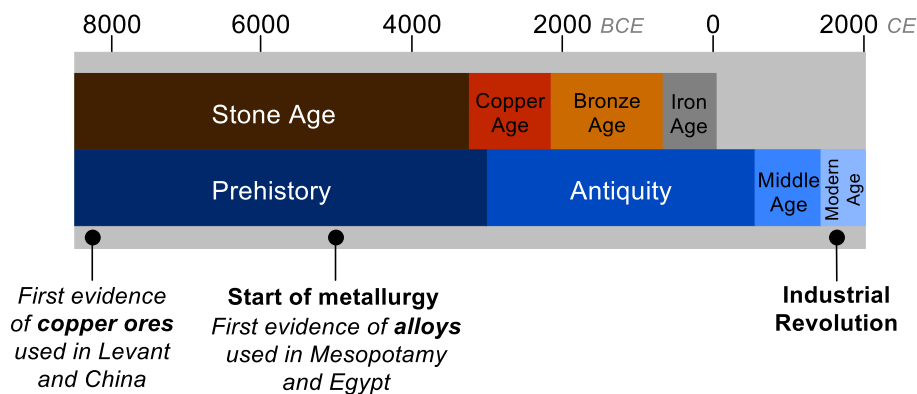 8000 6000 4000 2000 BCE 0 2000 CE
Stone Age
Copper
Age
Bronze
Age
Iron
Age
Prehistory
Antiquity
Middle
Age
Modern
Age
First evidence
of copper ores
used in Levant
and China
Start of metallurgy
First evidence of alloys
used in Mesopotamy
and Egypt
Industrial
Revolution